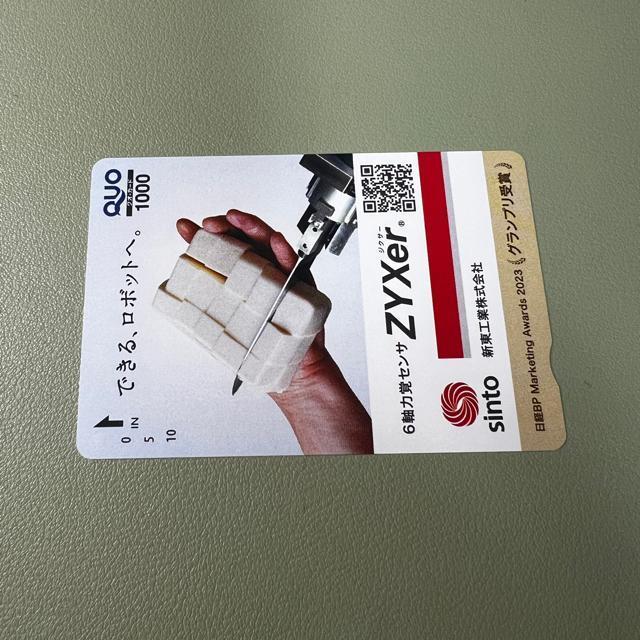 QUO
クオ・カード
1000
できる、ロボットへ。
IN
0
5
10
6軸力覚センサ
ジクサー
ZYXer®
sinto
新東工業株式会社
日経BP Marketing Awards 2023
グランプリ受賞